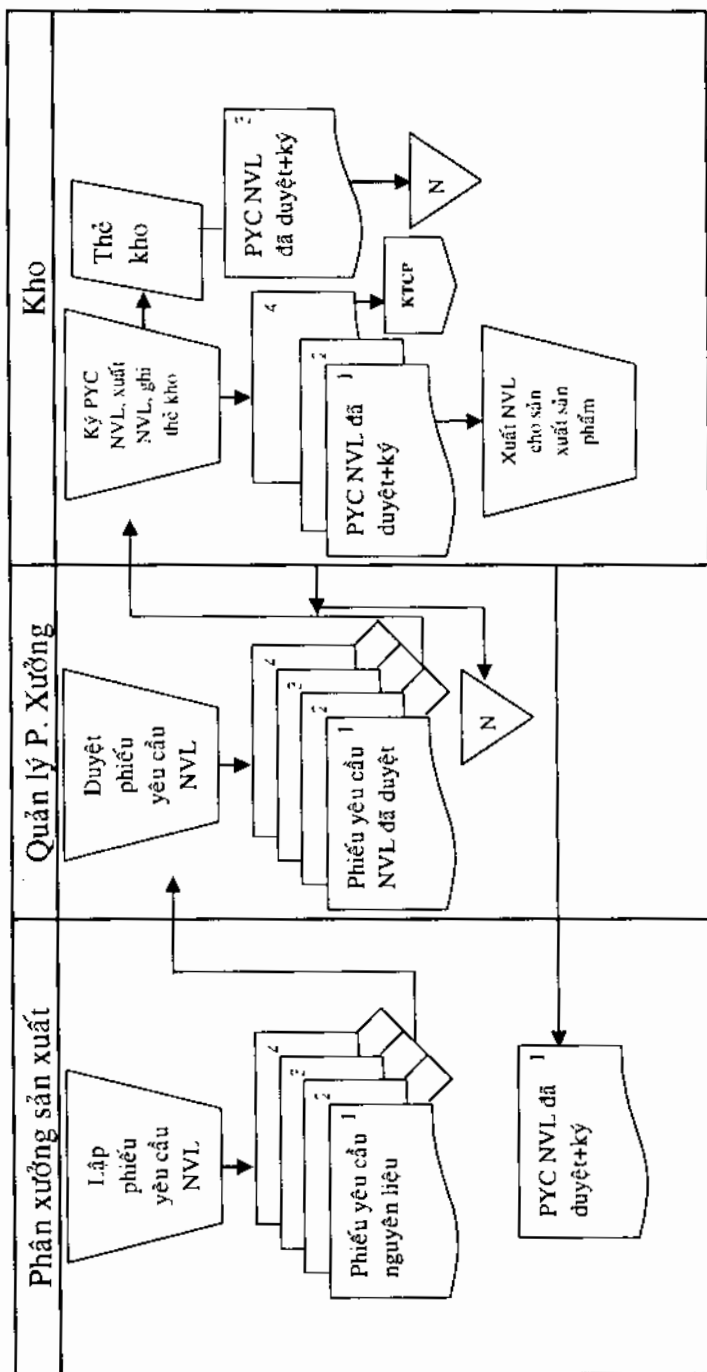 Phân xưởng sản xuất
Lập
phiếu
yêu cầu
NVL
4
3
2
1
Phiếu yêu cầu
nguyên liệu
1
PYC NVL đã
duyệt+ký
Quản lý P. Xưởng
Duyệt
phiếu
yêu cầu
NVL
4
3
2
1
Phiếu yêu cầu
NVL đã duyệt
N
Kho
Ký PYC
NVL, xuất
NVL, ghi
thẻ kho
Thẻ
kho
3
PYC NVL
đã duyệt+ký
N
4
2
1
PYC NVL đã
duyệt+ký
KTCP
Xuất NVL
cho sản
xuất sản
phẩm